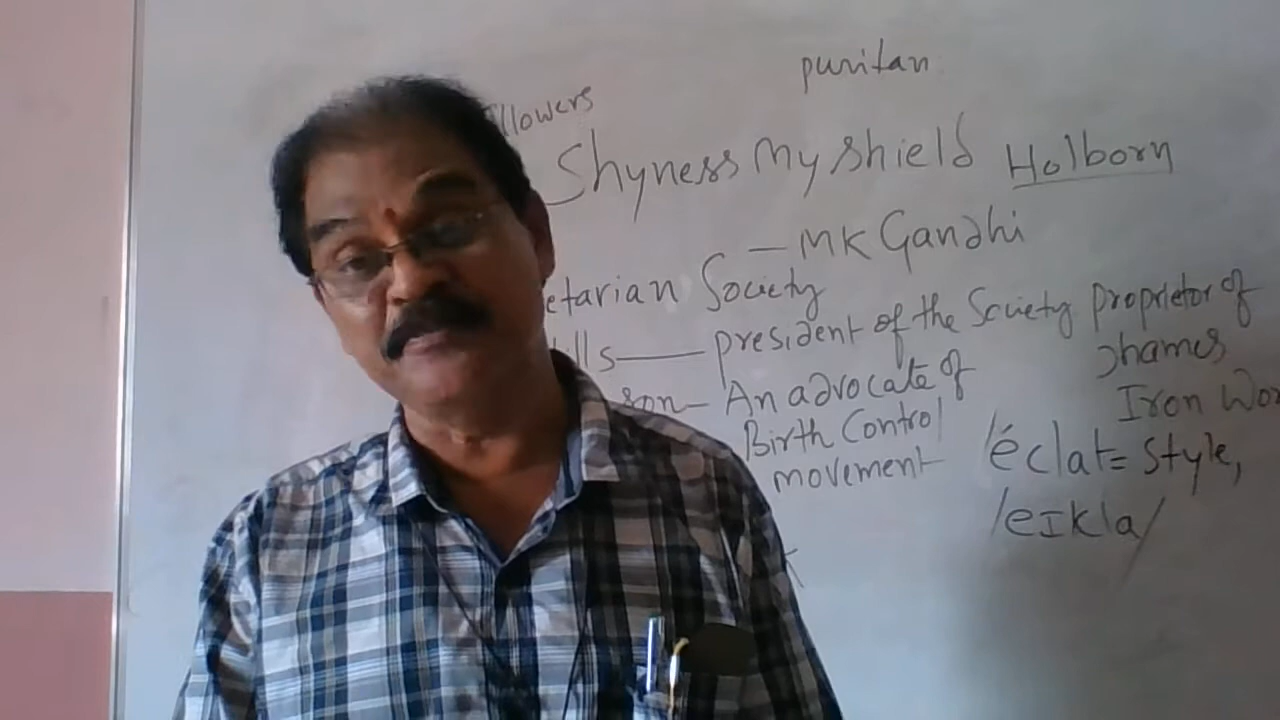 puritan
llowers
Shyness My shield Holborn
— MK Gandhi
etarian Society
ills — president of the Society proprietor of
Thames
Iron Wor
son — An advocate of
Birth Control
movement
éclat = style,
/eɪkla/